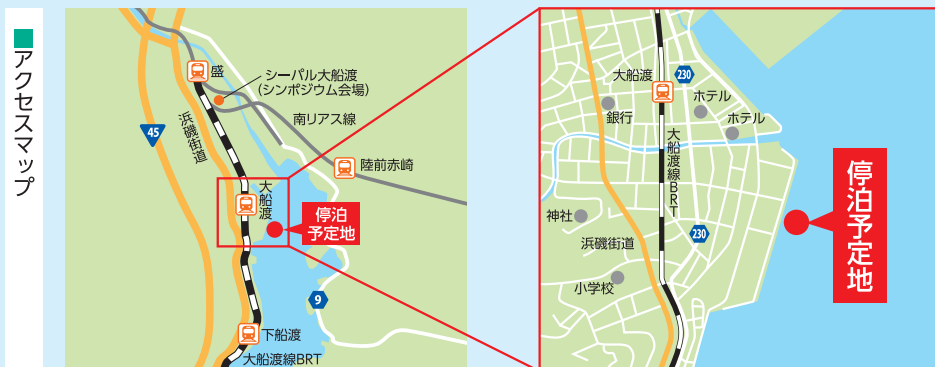 アクセスマップ
盛
シーパル大船渡
(シンポジウム会場)
南リアス線
浜磯街道
45
陸前赤崎
大船渡
停泊
予定地
9
下船渡
大船渡線BRT
大船渡
230
ホテル
銀行
ホテル
大船渡線BRT
停泊予定地
神社
浜磯街道
230
小学校